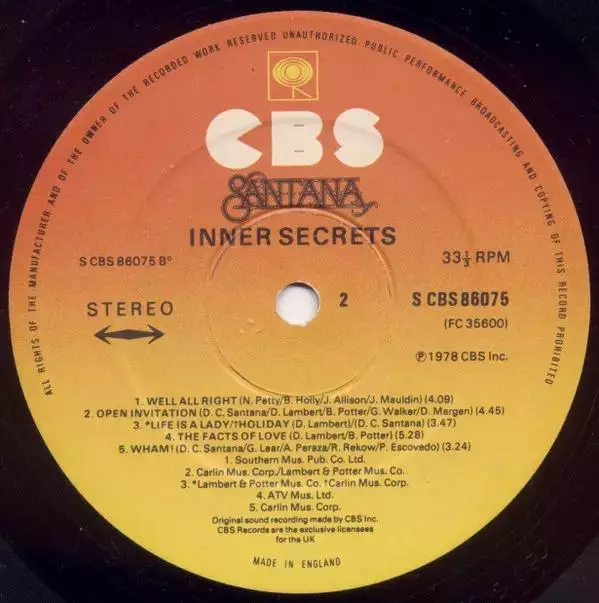 ALL RIGHTS OF THE MANUFACTURER AND OF THE OWNER OF THE RECORDED WORK RESERVED UNAUTHORIZED PUBLIC PERFORMANCE BROADCASTING AND COPYING OF THIS RECORD PROHIBITED
CBS
SANTANA
INNER SECRETS
S CBS 86075 B°
33⅓ RPM
STEREO
2
S CBS 86075
(FC 35600)
℗ 1978 CBS Inc.
1. WELL ALL RIGHT (N. Petty/B. Holly/J. Allison/J. Mauldin) (4.09)
2. OPEN INVITATION (D. C. Santana/D. Lambert/B. Potter/G. Walker/D. Margen) (4.45)
3. *LIFE IS A LADY/†HOLIDAY (D. Lambert)/(D. C. Santana) (3.47)
4. THE FACTS OF LOVE (D. Lambert/B. Potter) (5.28)
5. WHAM! (D. C. Santana/G. Lear/A. Peraza/R. Rekow/P. Escovedo) (3.24)
1. Southern Mus. Pub. Co. Ltd.
2. Carlin Mus. Corp./Lambert & Potter Mus. Co.
3. *Lambert & Potter Mus. Co. †Carlin Mus. Corp.
4. ATV Mus. Ltd.
5. Carlin Mus. Corp.
Original sound recording made by CBS Inc.
CBS Records are the exclusive licensees
for the UK
MADE IN ENGLAND